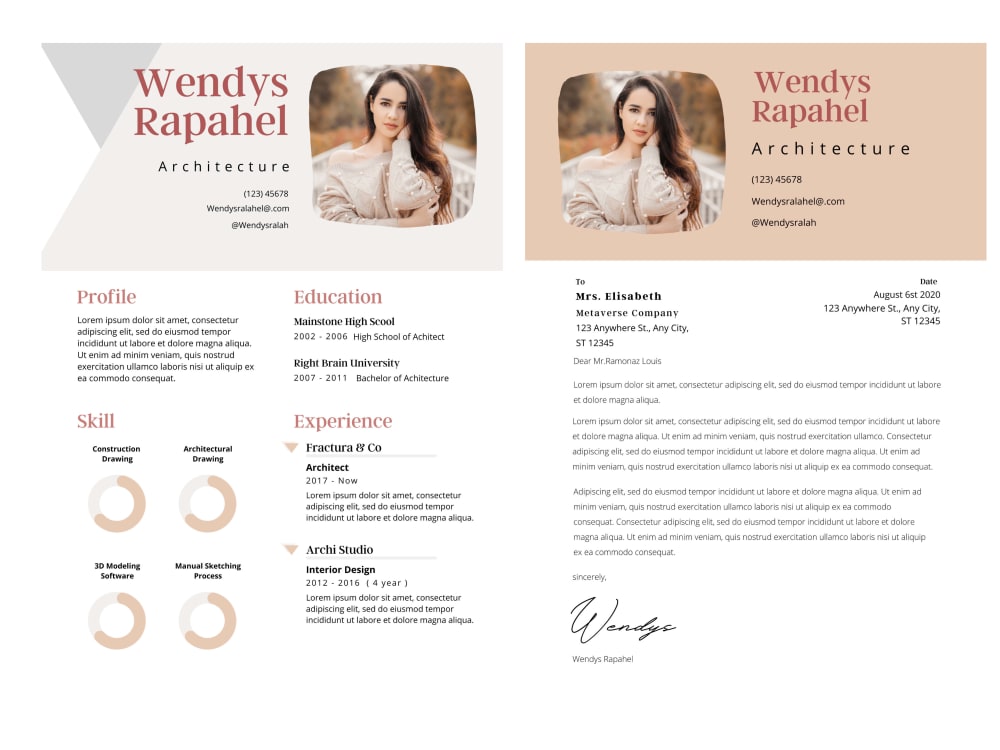 Wendys
Rapahel
Architecture
(123) 45678
Wendysralahel@.com
@Wendysralah
Profile
Lorem ipsum dolor sit amet, consectetur
adipiscing elit, sed do eiusmod tempor
incididunt ut labore et dolore magna aliqua.
Ut enim ad minim veniam, quis nostrud
exercitation ullamco laboris nisi ut aliquip ex
ea commodo consequat.
Skill
Construction
Drawing
Architectural
Drawing
3D Modeling
Software
Manual Sketching
Process
Education
Mainstone High Scool
2002 - 2006 High School of Achitect
Right Brain University
2007 - 2011 Bachelor of Achitecture
Experience
Fractura & Co
Architect
2017 - Now
Lorem ipsum dolor sit amet, consectetur
adipiscing elit, sed do eiusmod tempor
incididunt ut labore et dolore magna aliqua.
Archi Studio
Interior Design
2012 - 2016 ( 4 year )
Lorem ipsum dolor sit amet, consectetur
adipiscing elit, sed do eiusmod tempor
incididunt ut labore et dolore magna aliqua.
Wendys
Rapahel
Architecture
(123) 45678
Wendysralahel@.com
@Wendysralah
To
Mrs. Elisabeth
Metaverse Company
123 Anywhere St., Any City,
ST 12345
Date
August 6st 2020
123 Anywhere St., Any City,
ST 12345
Dear Mr.Ramonaz Louis
Lorem ipsum dolor sit amet, consectetur adipiscing elit, sed do eiusmod tempor incididunt ut labore
et dolore magna aliqua.
Lorem ipsum dolor sit amet, consectetur adipiscing elit, sed do eiusmod tempor incididunt ut labore
et dolore magna aliqua. Ut enim ad minim veniam, quis nostrud exercitation ullamco. Consectetur
adipiscing elit, sed do eiusmod tempor incididunt ut labore et dolore magna aliqua. Ut enim ad
minim veniam, quis nostrud exercitation ullamco laboris nisi ut aliquip ex ea commodo consequat.
Adipiscing elit, sed do eiusmod tempor incididunt ut labore et dolore magna aliqua. Ut enim ad
minim veniam, quis nostrud exercitation ullamco laboris nisi ut aliquip ex ea commodo
consequat. Consectetur adipiscing elit, sed do eiusmod tempor incididunt ut labore et dolore
magna aliqua. Ut enim ad minim veniam, quis nostrud exercitation ullamco laboris nisi ut aliquip
ex ea commodo consequat.
sincerely,
Wendys
Wendys Rapahel